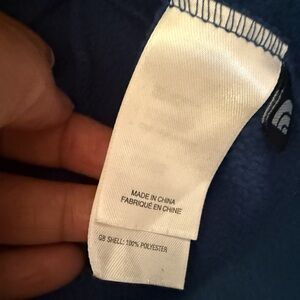 MADE IN CHINA
FABRIQUÉ EN CHINE
GB SHELL: 100% POLYESTER